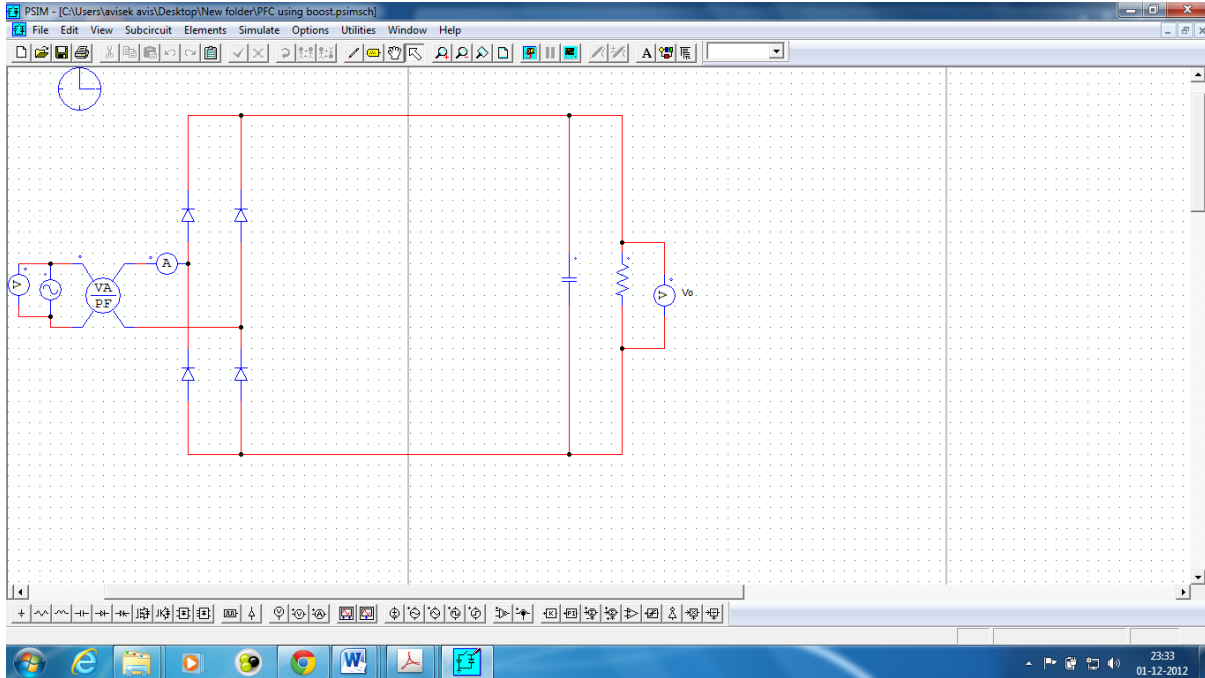 PSIM - [C:\Users\avisek avis\Desktop\New folder\PFC using boost.psimsch]
File Edit View Subcircuit Elements Simulate Options Utilities Window Help
A
A
VA
PF
V
V
Vo
K
PI
23:33
01-12-2012